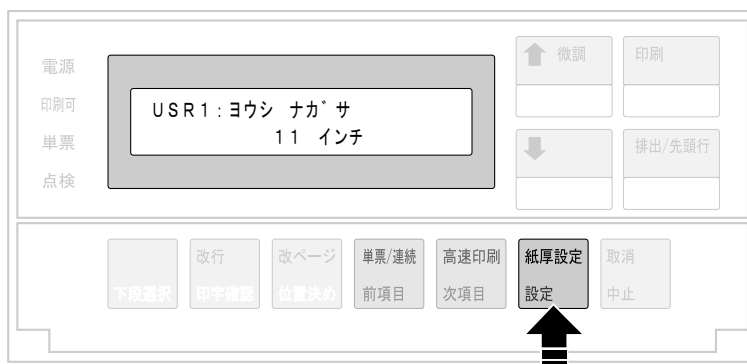 電源
印刷可
単票
点検
USR1:ヨウシ ナガサ
11 インチ
微調
印刷
排出/先頭行
下段選択
改行
印字確認
改ページ
位置決め
単票/連続
前項目
高速印刷
次項目
紙厚設定
設定
取消
中止